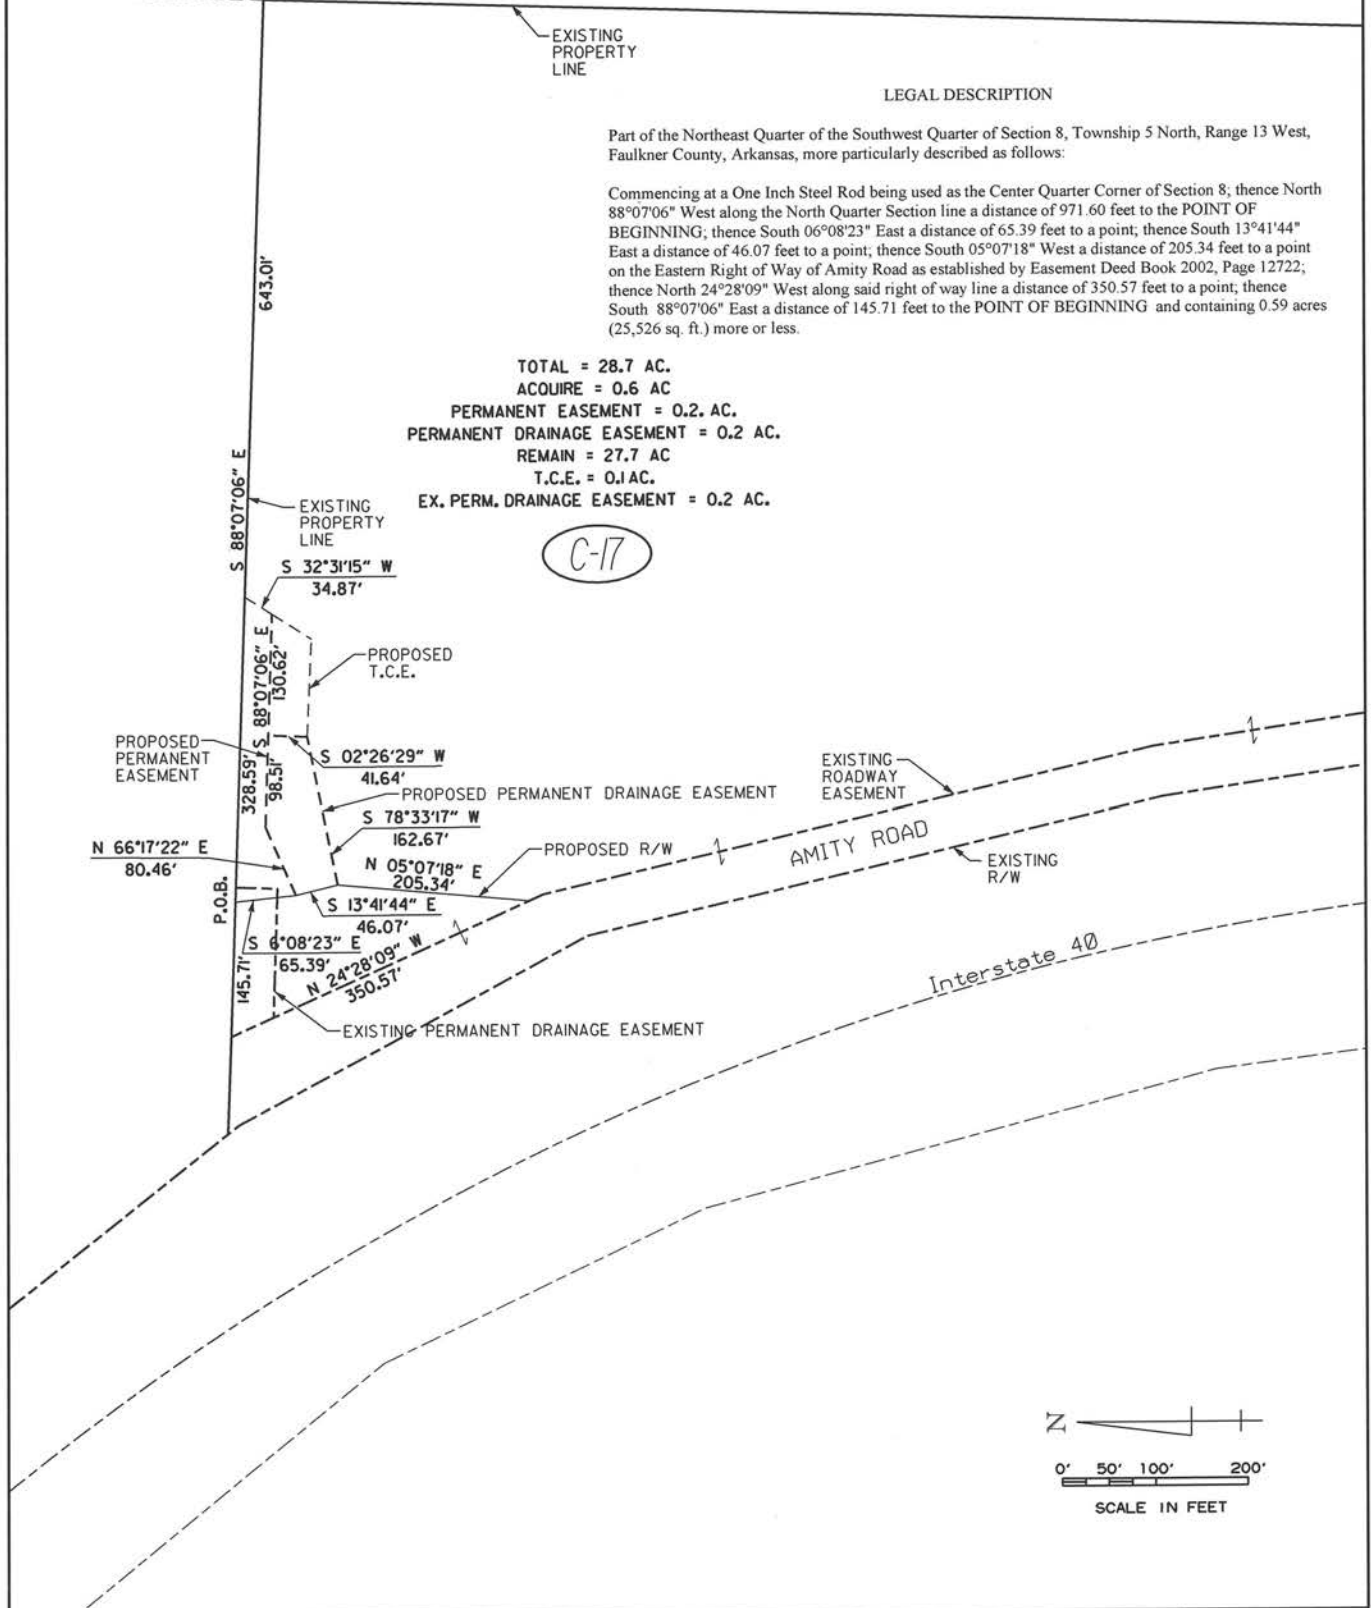 EXISTING
PROPERTY
LINE
LEGAL DESCRIPTION
Part of the Northeast Quarter of the Southwest Quarter of Section 8, Township 5 North, Range 13 West,
Faulkner County, Arkansas, more particularly described as follows:
Commencing at a One Inch Steel Rod being used as the Center Quarter Corner of Section 8; thence North
88°07'06" West along the North Quarter Section line a distance of 971.60 feet to the POINT OF
BEGINNING; thence South 06°08'23" East a distance of 65.39 feet to a point; thence South 13°41'44"
East a distance of 46.07 feet to a point; thence South 05°07'18" West a distance of 205.34 feet to a point
on the Eastern Right of Way of Amity Road as established by Easement Deed Book 2002, Page 12722;
thence North 24°28'09" West along said right of way line a distance of 350.57 feet to a point; thence
South 88°07'06" East a distance of 145.71 feet to the POINT OF BEGINNING and containing 0.59 acres
(25,526 sq. ft.) more or less.
643.01'
TOTAL = 28.7 AC.
ACQUIRE = 0.6 AC
PERMANENT EASEMENT = 0.2. AC.
PERMANENT DRAINAGE EASEMENT = 0.2 AC.
REMAIN = 27.7 AC
T.C.E. = 0.1 AC.
EX. PERM. DRAINAGE EASEMENT = 0.2 AC.
C-17
S 88°07'06" E
EXISTING
PROPERTY
LINE
S 32°31'15" W
34.87'
S 88°07'06" E
130.62'
PROPOSED
T.C.E.
PROPOSED
PERMANENT
EASEMENT
328.59'
98.51'
S 02°26'29" W
41.64'
PROPOSED PERMANENT DRAINAGE EASEMENT
S 78°33'17" W
162.67'
EXISTING
ROADWAY
EASEMENT
AMITY ROAD
EXISTING
R/W
N 66°17'22" E
80.46'
N 05°07'18" E
205.34'
PROPOSED R/W
P.O.B.
S 13°41'44" E
46.07'
S 6°08'23" E
65.39'
145.71'
N 24°28'09" W
350.57'
EXISTING PERMANENT DRAINAGE EASEMENT
Interstate 40
Z
0' 50' 100' 200'
SCALE IN FEET